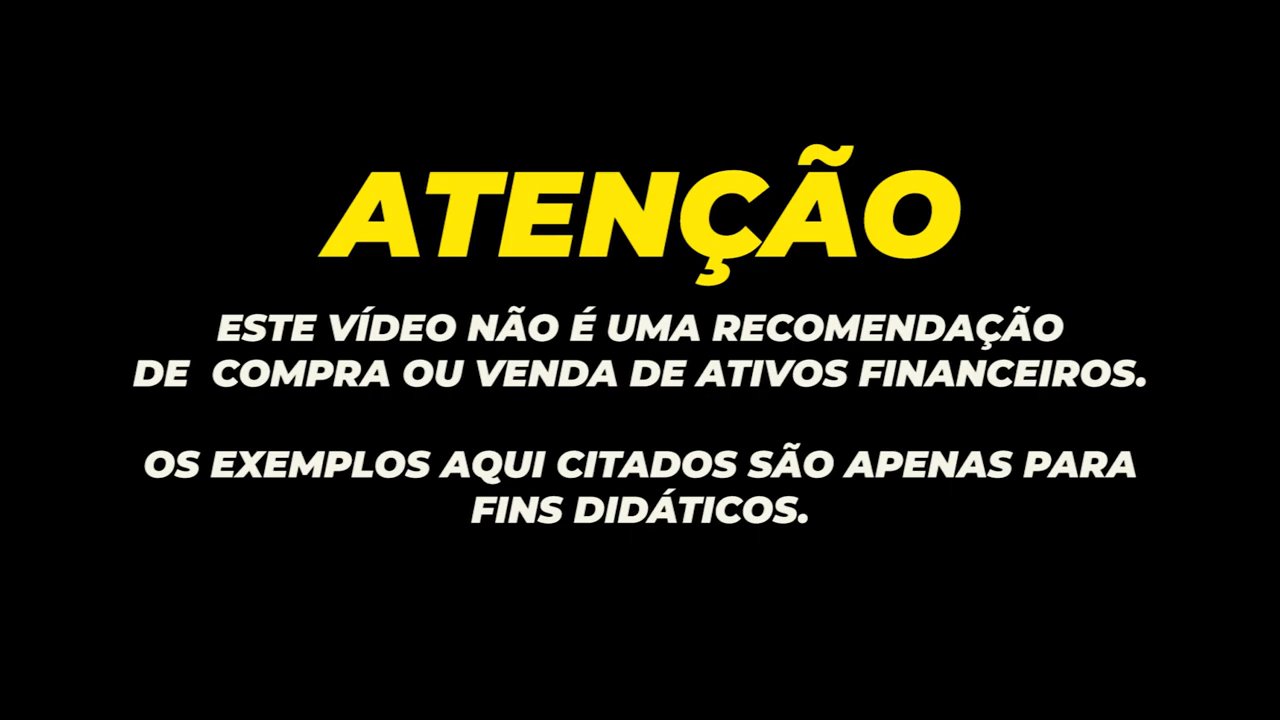 ATENÇÃO
ESTE VÍDEO NÃO É UMA RECOMENDAÇÃO
DE  COMPRA OU VENDA DE ATIVOS FINANCEIROS.
OS EXEMPLOS AQUI CITADOS SÃO APENAS PARA
FINS DIDÁTICOS.